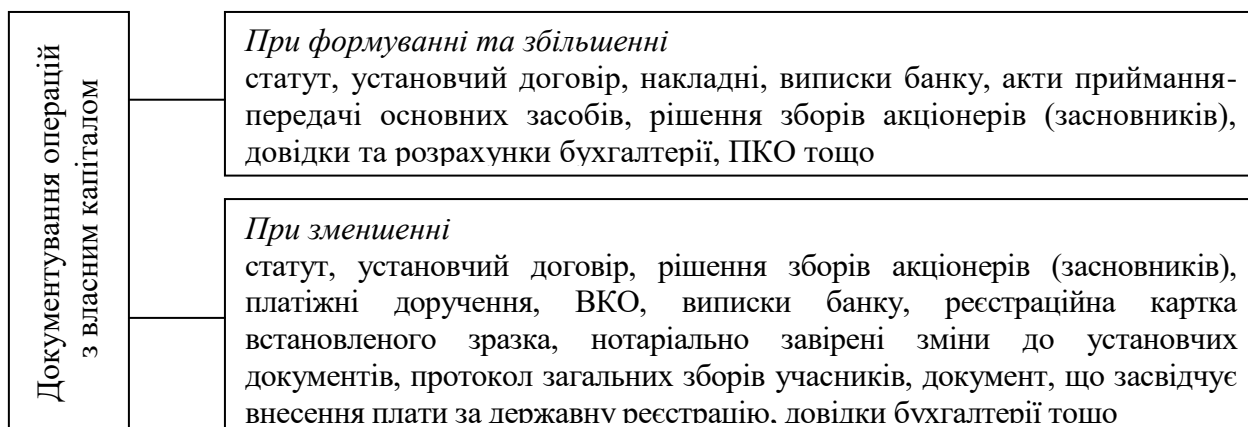 Документування операцій
з власним капіталом
При формуванні та збільшенні
статут, установчий договір, накладні, виписки банку, акти приймання-
передачі основних засобів, рішення зборів акціонерів (засновників),
довідки та розрахунки бухгалтерії, ПКО тощо
При зменшенні
статут, установчий договір, рішення зборів акціонерів (засновників),
платіжні доручення, ВКО, виписки банку, реєстраційна картка
встановленого зразка, нотаріально завірені зміни до установчих
документів, протокол загальних зборів учасників, документ, що засвідчує
внесення плати за державну реєстрацію, довідки бухгалтерії тощо